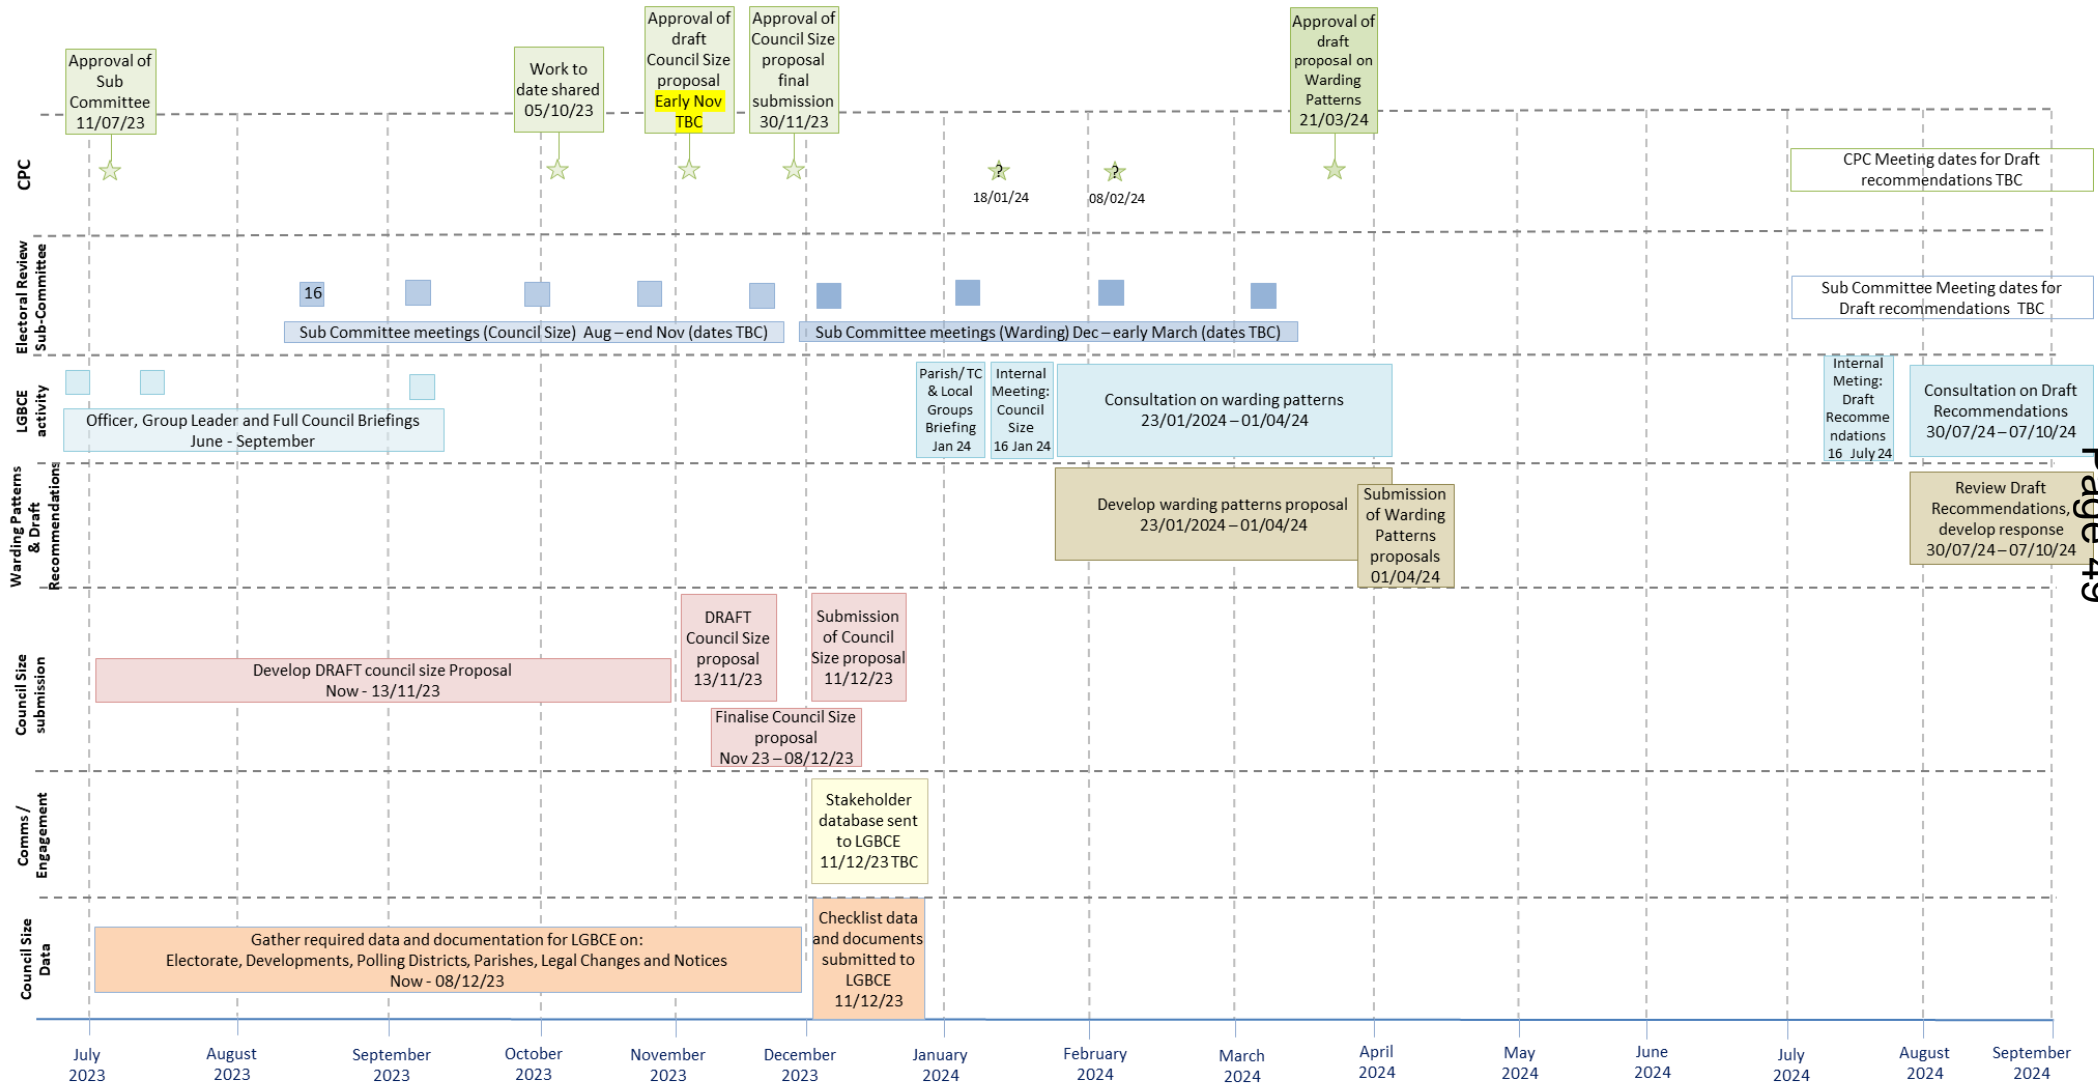 Approval of
Sub
Committee
11/07/23
Work to
date shared
05/10/23
Approval of
draft
Council Size
proposal
Early Nov
TBC
Approval of
Council Size
proposal
final
submission
30/11/23
Approval of
draft
proposal on
Warding
Patterns
21/03/24
CPC
?
18/01/24
?
08/02/24
CPC Meeting dates for Draft
recommendations TBC
Electoral Review
Sub-Committee
16
Sub Committee meetings (Council Size) Aug – end Nov (dates TBC)
Sub Committee meetings (Warding) Dec – early March (dates TBC)
Sub Committee Meeting dates for
Draft recommendations TBC
LGBCE
activity
Officer, Group Leader and Full Council Briefings
June - September
Parish/ TC
& Local
Groups
Briefing
Jan 24
Internal
Meeting:
Council
Size
16 Jan 24
Consultation on warding patterns
23/01/2024 – 01/04/24
Internal
Meting:
Draft
Recomme
ndations
16 July 24
Consultation on Draft
Recommendations
30/07/24 – 07/10/24
Warding Patterns
& Draft
Recommendations
Develop warding patterns proposal
23/01/2024 – 01/04/24
Submission
of Warding
Patterns
proposals
01/04/24
Review Draft
Recommendations,
develop response
30/07/24 – 07/10/24
Page 49
Council Size
submission
Develop DRAFT council size Proposal
Now - 13/11/23
DRAFT
Council Size
proposal
13/11/23
Submission
of Council
Size proposal
11/12/23
Finalise Council Size
proposal
Nov 23 – 08/12/23
Comms /
Engagement
Stakeholder
database sent
to LGBCE
11/12/23 TBC
Council Size
Data
Gather required data and documentation for LGBCE on:
Electorate, Developments, Polling Districts, Parishes, Legal Changes and Notices
Now - 08/12/23
Checklist data
and documents
submitted to
LGBCE
11/12/23
July
2023
August
2023
September
2023
October
2023
November
2023
December
2023
January
2024
February
2024
March
2024
April
2024
May
2024
June
2024
July
2024
August
2024
September
2024